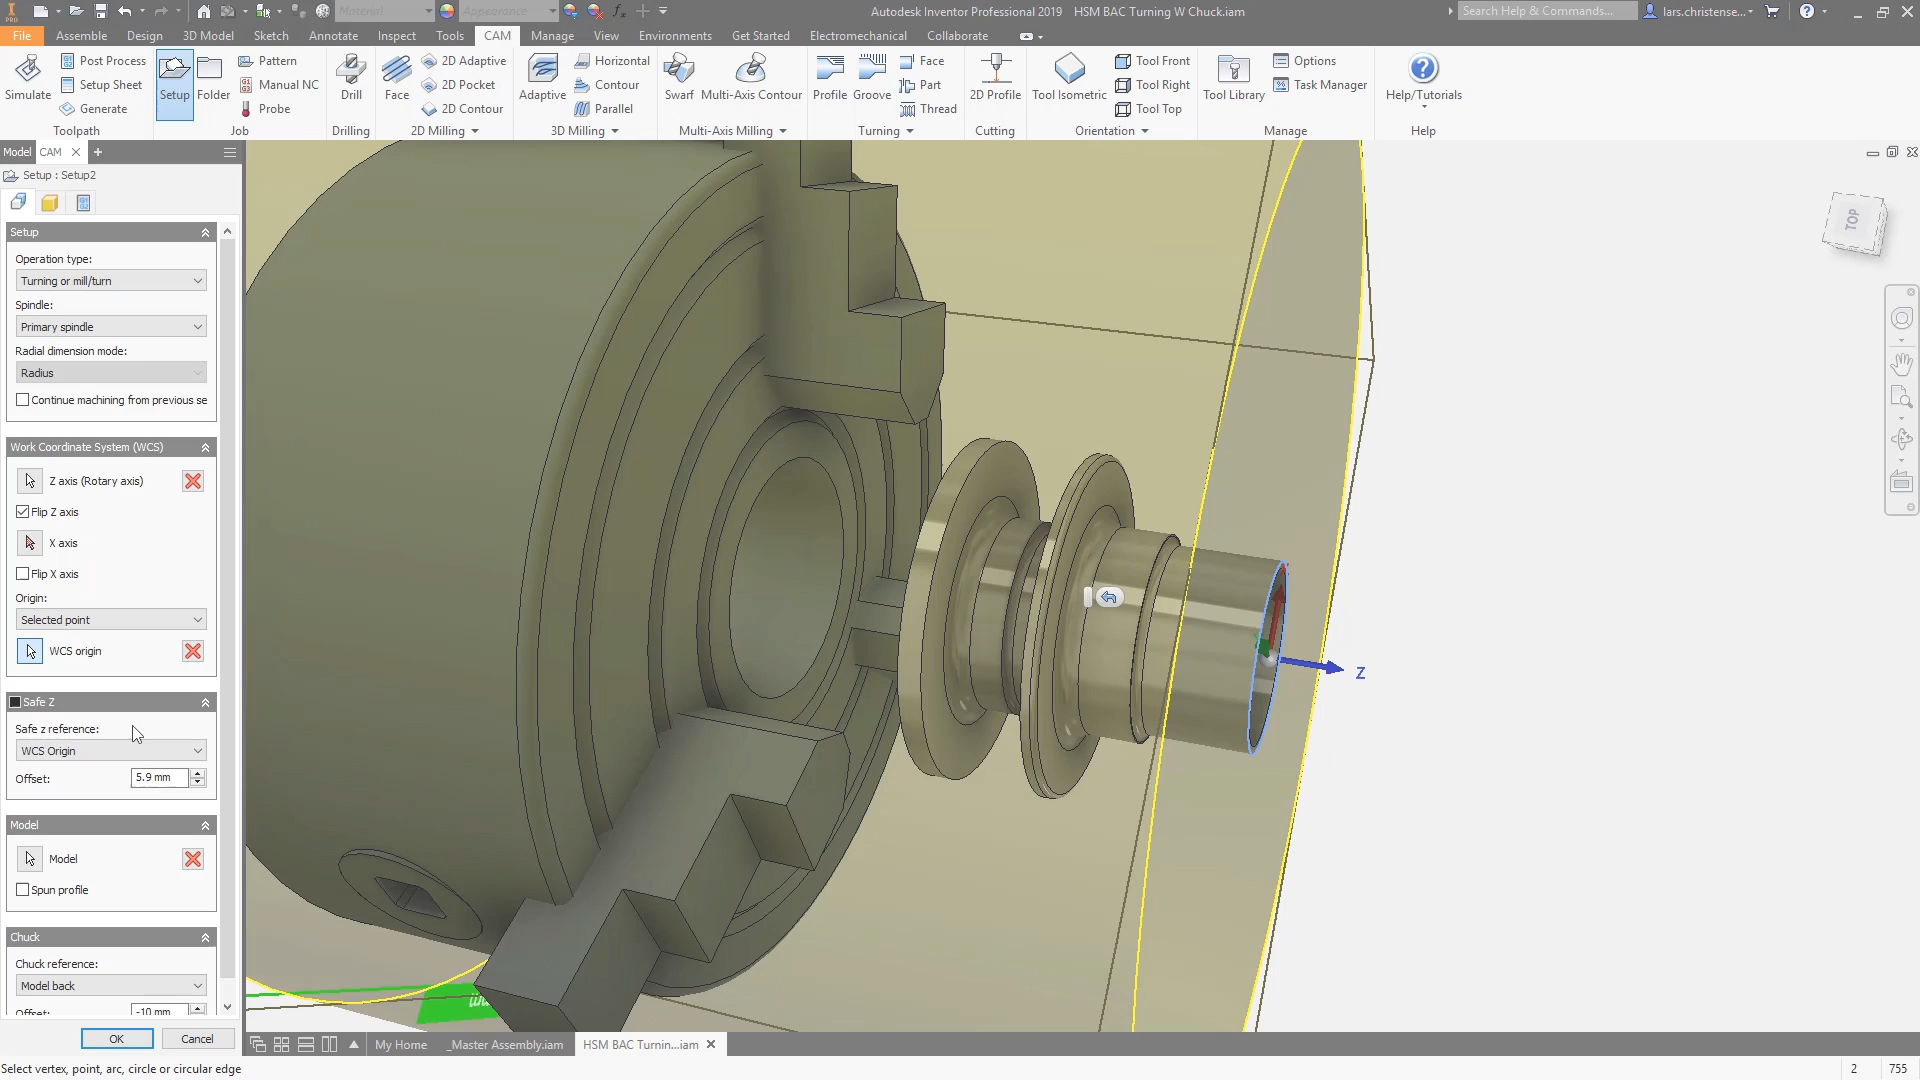 PRO
Material
Appearance
Autodesk Inventor Professional 2019 HSM BAC Turning W Chuck.iam
Search Help & Commands...
lars.christense...
File Assemble Design 3D Model Sketch Annotate Inspect Tools CAM Manage View Environments Get Started Electromechanical Collaborate
Post Process
Setup Sheet
Generate
Simulate
Toolpath
Setup
Folder
Pattern
Manual NC
Probe
Job
Drill
Drilling
Face
2D Adaptive
2D Pocket
2D Contour
2D Milling
Adaptive
Horizontal
Contour
Parallel
3D Milling
Swarf
Multi-Axis Contour
Multi-Axis Milling
Profile
Groove
Face
Part
Thread
Turning
2D Profile
Cutting
Tool Isometric
Tool Front
Tool Right
Tool Top
Orientation
Tool Library
Options
Task Manager
Manage
Help/Tutorials
Help
Model CAM
Setup : Setup2
Setup
Operation type:
Turning or mill/turn
Spindle:
Primary spindle
Radial dimension mode:
Radius
Continue machining from previous se
Work Coordinate System (WCS)
Z axis (Rotary axis)
Flip Z axis
X axis
Flip X axis
Origin:
Selected point
WCS origin
Safe Z
Safe z reference:
WCS Origin
Offset: 5.9 mm
Model
Model
Spun profile
Chuck
Chuck reference:
Model back
Offset: -10 mm
OK Cancel
TOP
Z
My Home _Master Assembly.iam HSM BAC Turnin...iam
Select vertex, point, arc, circle or circular edge
2 755